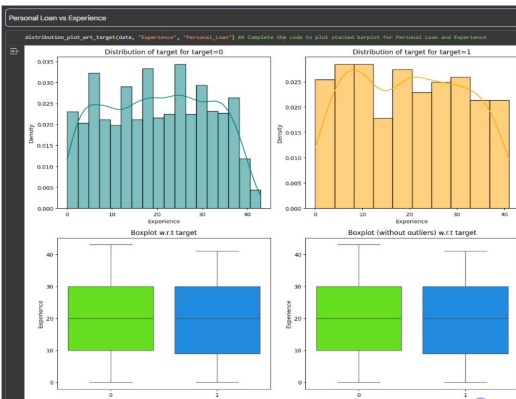 Personal Loan vs Experience
distribution_plot_wrt_target(data, "Experience", "Personal_Loan") ## Complete the code to plot stacked barplot for Personal Loan and Experience
Distribution of target for target=0
Distribution of target for target=1
0.035
0.030
0.025
0.020
0.015
0.010
0.005
0.000
Density
0 10 20 30 40
Experience
0.025
0.020
0.015
0.010
0.005
0.000
Density
0 10 20 30 40
Experience
Boxplot w.r.t target
Boxplot (without outliers) w.r.t target
40
30
20
10
0
Experience
0 1
40
30
20
10
0
Experience
0 1